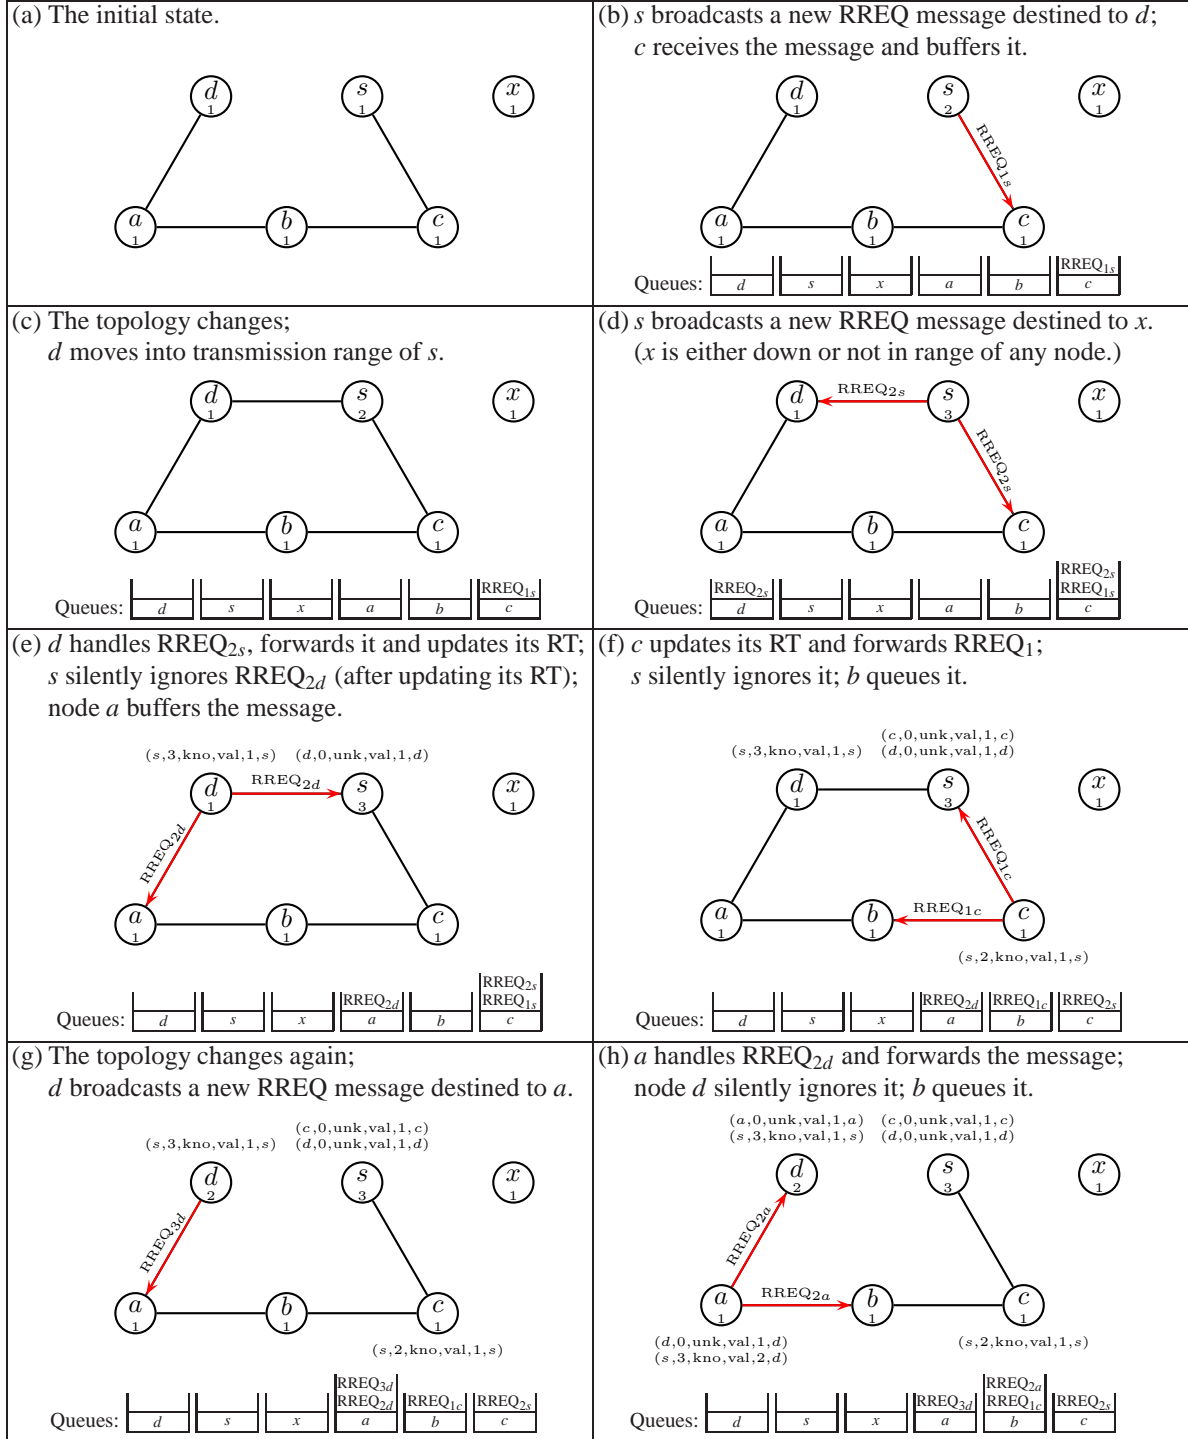 (a) The initial state.
d 1 s 1 x 1
a 1 b 1 c 1
(b) s broadcasts a new RREQ message destined to d;
c receives the message and buffers it.
d 1 s 2 x 1
RREQ1s
a 1 b 1 c 1
RREQ1s
Queues: d s x a b c
(c) The topology changes;
d moves into transmission range of s.
d 1 s 2 x 1
a 1 b 1 c 1
RREQ1s
Queues: d s x a b c
(d) s broadcasts a new RREQ message destined to x.
(x is either down or not in range of any node.)
RREQ2s
d 1 s 3 x 1
RREQ2s
a 1 b 1 c 1
RREQ2s
RREQ2s RREQ1s
Queues: d s x a b c
(e) d handles RREQ2s, forwards it and updates its RT;
s silently ignores RREQ2d (after updating its RT);
node a buffers the message.
(s,3,kno,val,1,s) (d,0,unk,val,1,d)
RREQ2d
d 1 s 3 x 1
RREQ2d
a 1 b 1 c 1
RREQ2s
RREQ2d RREQ1s
Queues: d s x a b c
(f) c updates its RT and forwards RREQ1;
s silently ignores it; b queues it.
(c,0,unk,val,1,c)
(s,3,kno,val,1,s) (d,0,unk,val,1,d)
d 1 s 3 x 1
RREQ1c
RREQ1c
a 1 b 1 c 1
(s,2,kno,val,1,s)
RREQ2d RREQ1c RREQ2s
Queues: d s x a b c
(g) The topology changes again;
d broadcasts a new RREQ message destined to a.
(c,0,unk,val,1,c)
(s,3,kno,val,1,s) (d,0,unk,val,1,d)
d 2 s 3 x 1
RREQ3d
a 1 b 1 c 1
(s,2,kno,val,1,s)
RREQ3d
RREQ2d RREQ1c RREQ2s
Queues: d s x a b c
(h) a handles RREQ2d and forwards the message;
node d silently ignores it; b queues it.
(a,0,unk,val,1,a) (c,0,unk,val,1,c)
(s,3,kno,val,1,s) (d,0,unk,val,1,d)
d 2 s 3 x 1
RREQ2a
RREQ2a
a 1 b 1 c 1
(d,0,unk,val,1,d) (s,2,kno,val,1,s)
(s,3,kno,val,2,d)
RREQ2a
RREQ3d RREQ1c RREQ2s
Queues: d s x a b c